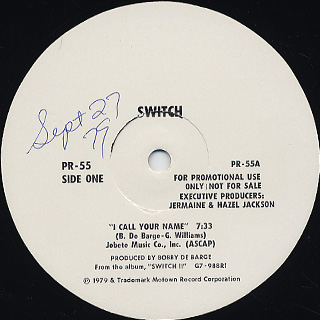 SWITCH
Sept 27
79
PR-55
SIDE ONE
PR-55A
FOR PROMOTIONAL USE
ONLY: NOT FOR SALE
EXECUTIVE PRODUCERS:
JERMAINE & HAZEL JACKSON
"I CALL YOUR NAME" 7:33
(B. De Barge-G. Williams)
Jobete Music Co., Inc. (ASCAP)
PRODUCED BY BOBBY DE BARGE
From the album, "SWITCH II" G7-988R1
© 1979 & Trademark Motown Record Corporation